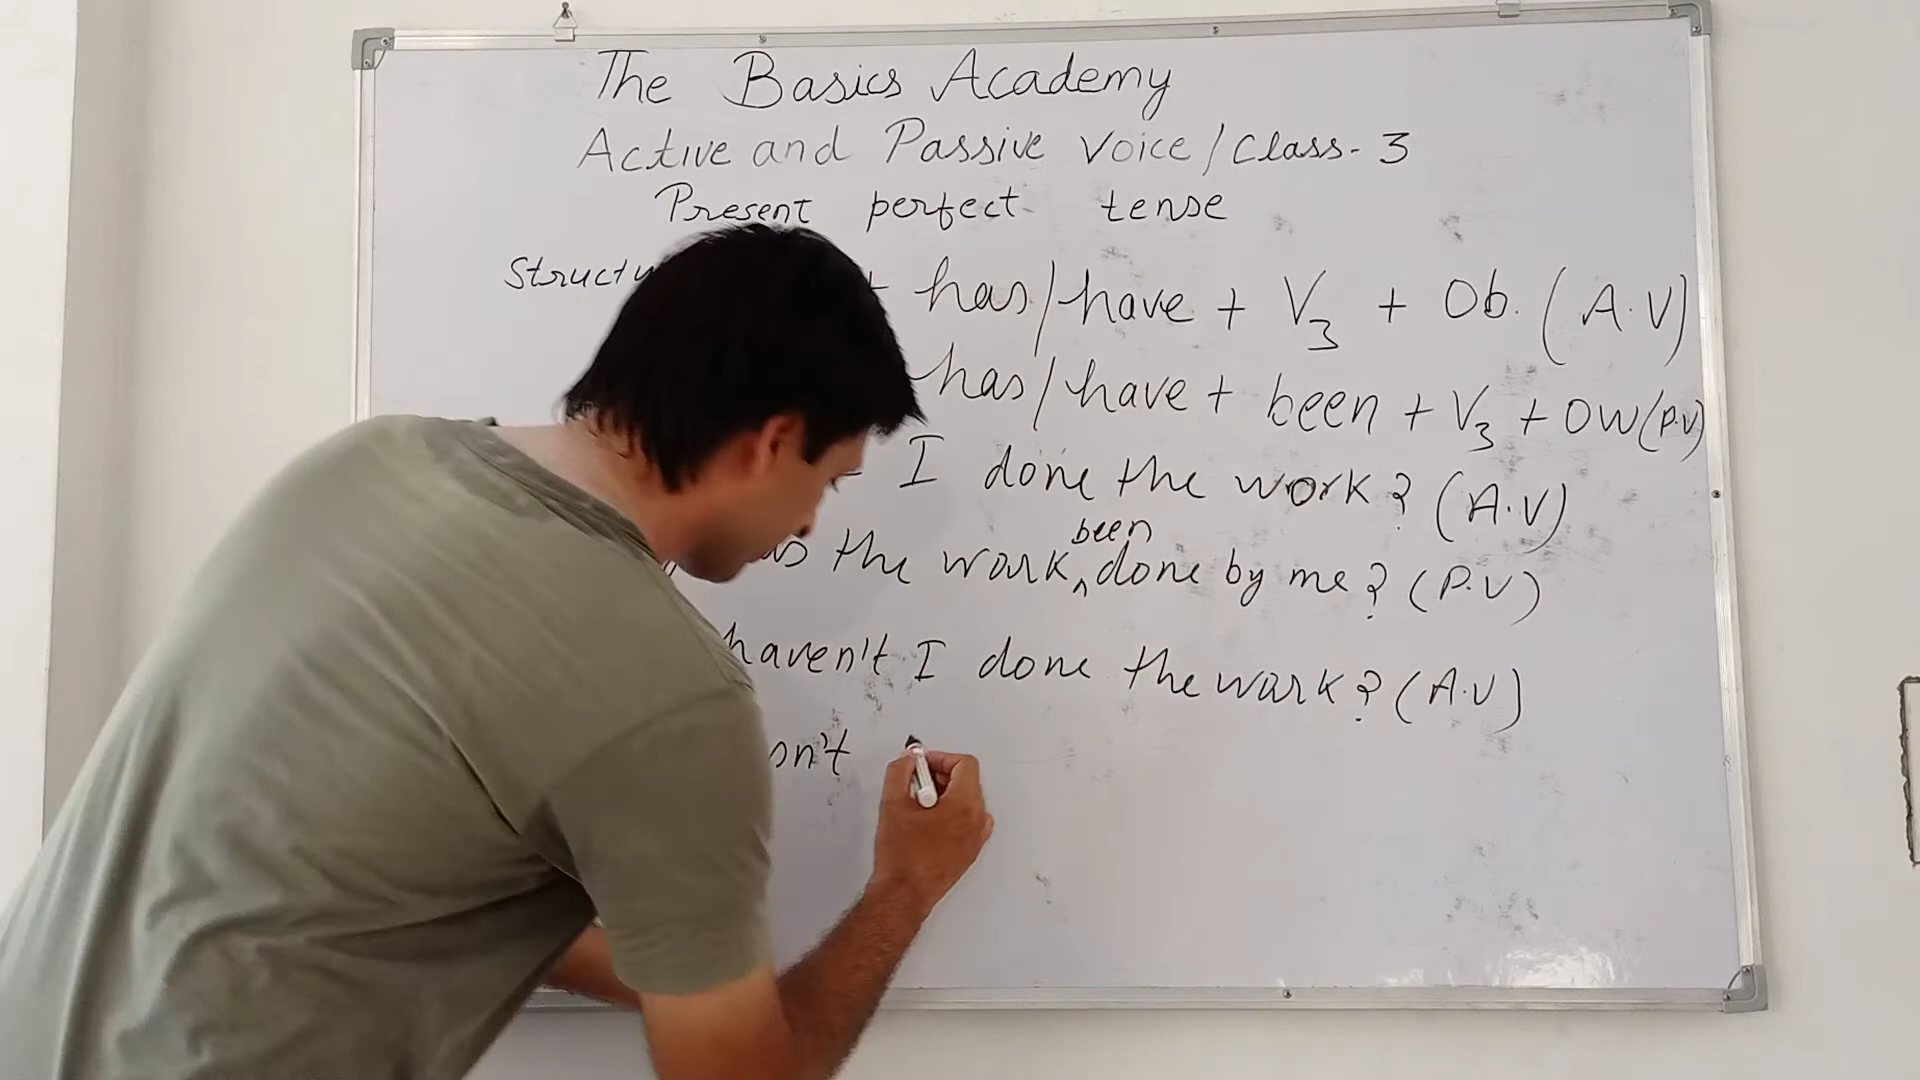 The Basics Academy
Active and Passive Voice / Class - 3
Present perfect tense
+ has/have + V3 + Ob. (A.V)
has/have + been + V3 + OW (P.V)
I done the work? (A.V)
been
the work ^ done by me? (P.V)
haven't I done the work? (A.V)